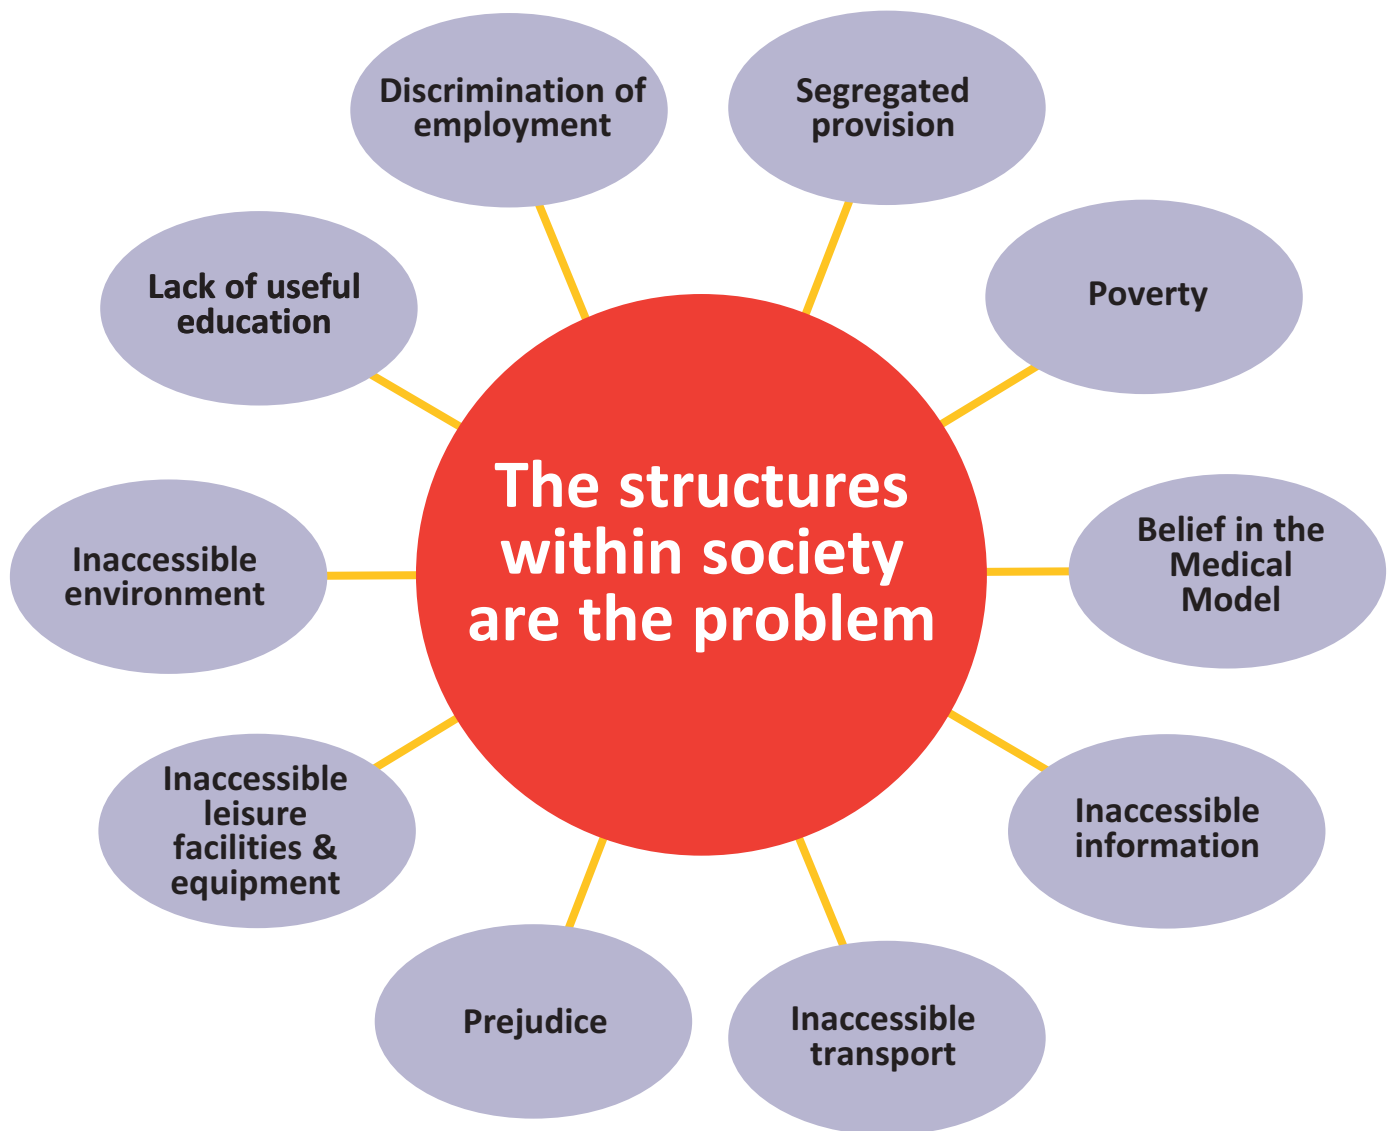 Discrimination of
employment
Segregated
provision
Lack of useful
education
Poverty
The structures
within society
are the problem
Inaccessible
environment
Belief in the
Medical
Model
Inaccessible
leisure
facilities &
equipment
Inaccessible
information
Prejudice
Inaccessible
transport